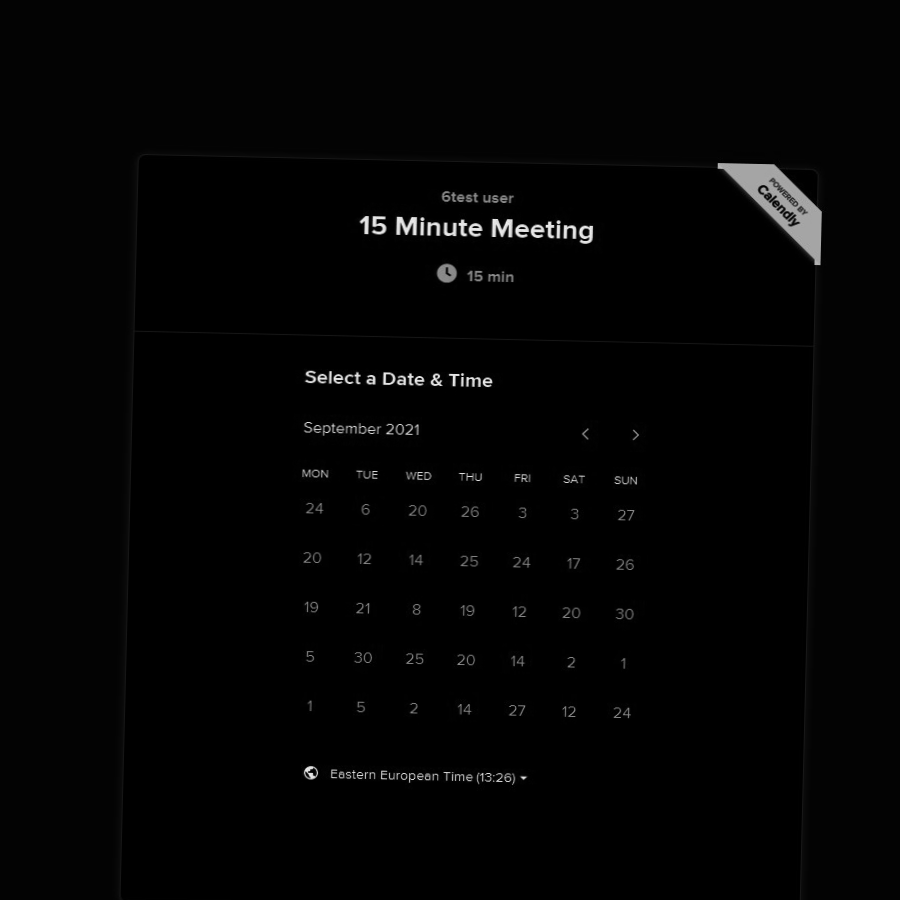 POWERED BY
Calendly
6test user
15 Minute Meeting
15 min
Select a Date & Time
September 2021
MON TUE WED THU FRI SAT SUN
24 6 20 26 3 3 27
20 12 14 25 24 17 26
19 21 8 19 12 20 30
5 30 25 20 14 2 1
1 5 2 14 27 12 24
Eastern European Time (13:26)